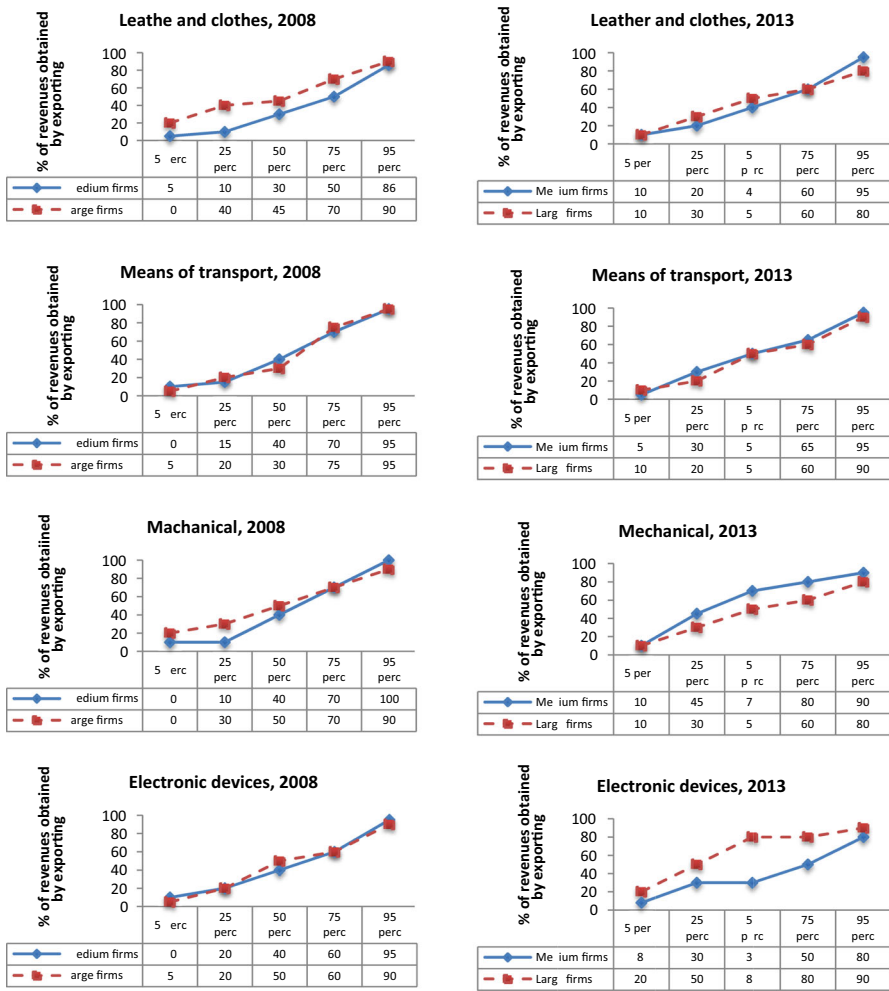 Leathe and clothes, 2008
% of revenues obtained
by exporting
100
80
60
40
20
0
5 erc 25 perc 50 perc 75 perc 95 perc
edium firms 5 10 30 50 86
arge firms 0 40 45 70 90
Leather and clothes, 2013
% of revenues obtained
by exporting
100
80
60
40
20
0
5 per 25 perc 5 p rc 75 perc 95 perc
Me ium firms 10 20 4 60 95
Larg firms 10 30 5 60 80
Means of transport, 2008
% of revenues obtained
by exporting
100
80
60
40
20
0
5 erc 25 perc 50 perc 75 perc 95 perc
edium firms 0 15 40 70 95
arge firms 5 20 30 75 95
Means of transport, 2013
% of revenues obtained
by exporting
100
80
60
40
20
0
5 per 25 perc 5 p rc 75 perc 95 perc
Me ium firms 5 30 5 65 95
Larg firms 10 20 5 60 90
Machanical, 2008
% of revenues obtaiined
by exporting
100
80
60
40
20
0
5 erc 25 perc 50 perc 75 perc 95 perc
edium firms 0 10 40 70 100
arge firms 0 30 50 70 90
Mechanical, 2013
% of revenues obtained
by exporting
100
80
60
40
20
0
5 per 25 perc 5 p rc 75 perc 95 perc
Me ium firms 10 45 7 80 90
Larg firms 10 30 5 60 80
Electronic devices, 2008
% of revenues obtained
by exporting
100
80
60
40
20
0
5 erc 25 perc 50 perc 75 perc 95 perc
edium firms 0 20 40 60 95
arge firms 5 20 50 60 90
Electronic devices, 2013
% of revenues obtained
by exporting
100
80
60
40
20
0
5 per 25 perc 5 p rc 75 perc 95 perc
Me ium firms 8 30 3 50 80
Larg firms 20 50 8 80 90